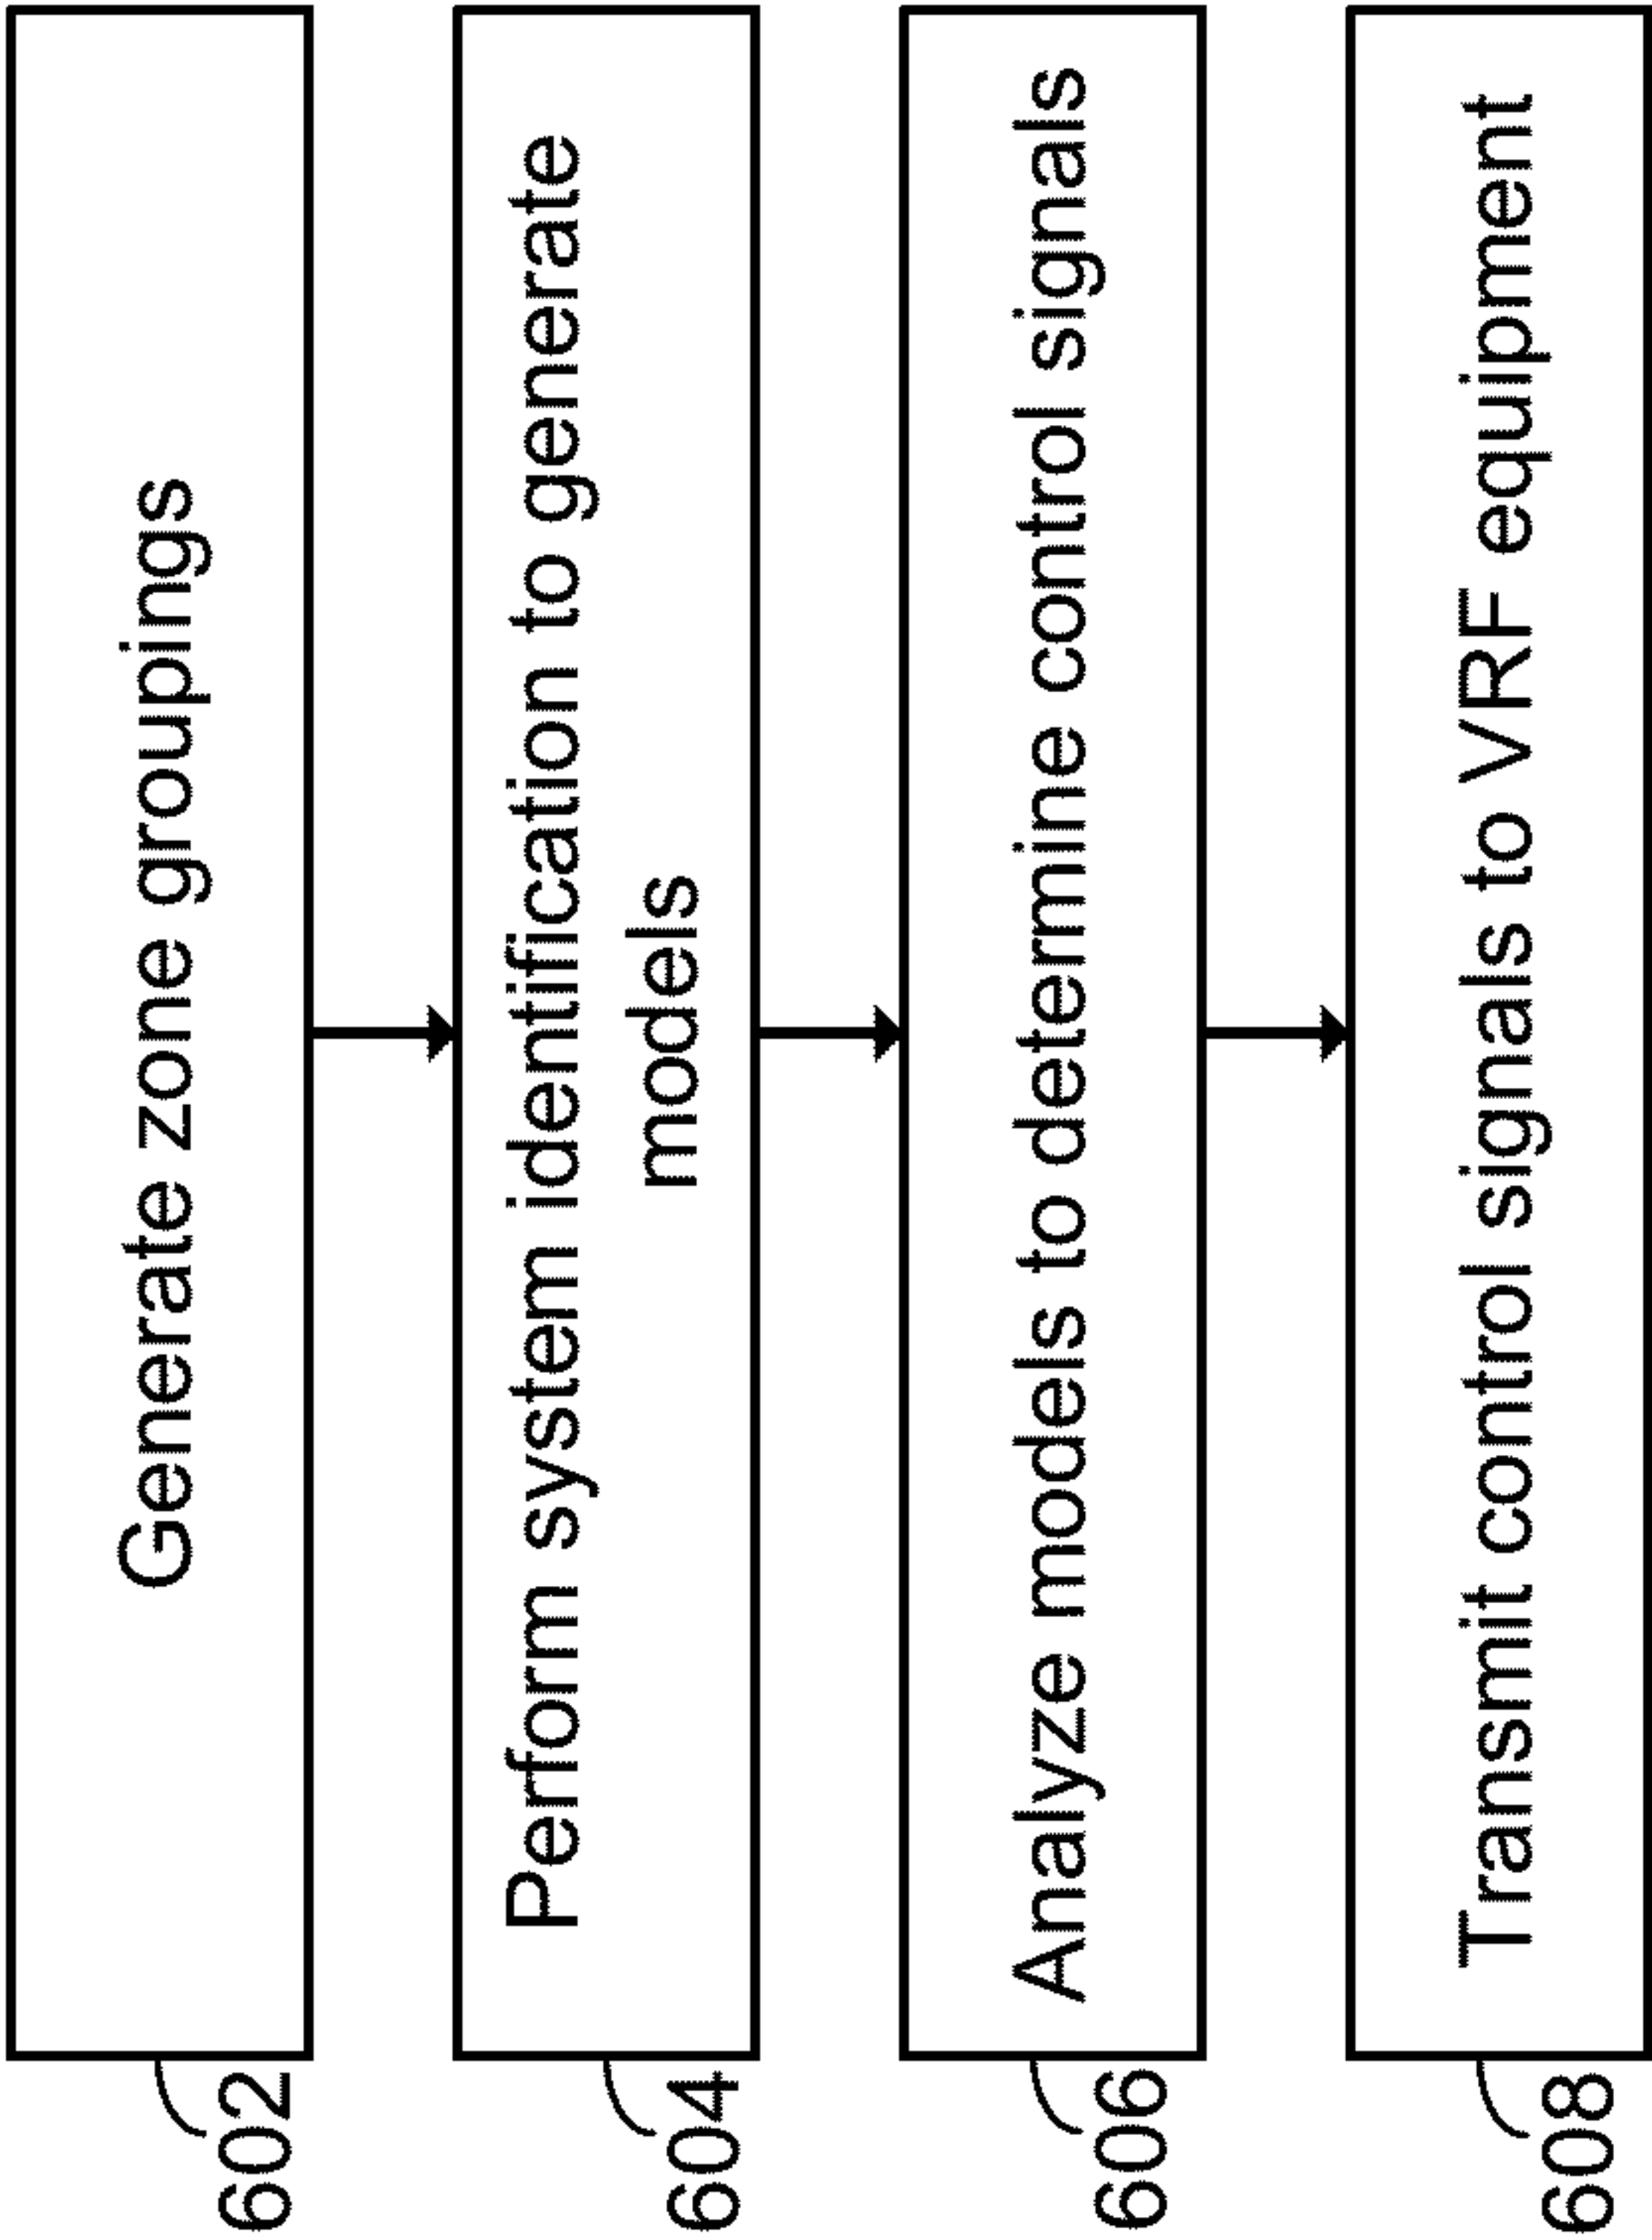 602
Generate zone groupings
604
Perform system identification to generate
models
606
Analyze models to determine control signals
608
Transmit control signals to VRF equipment